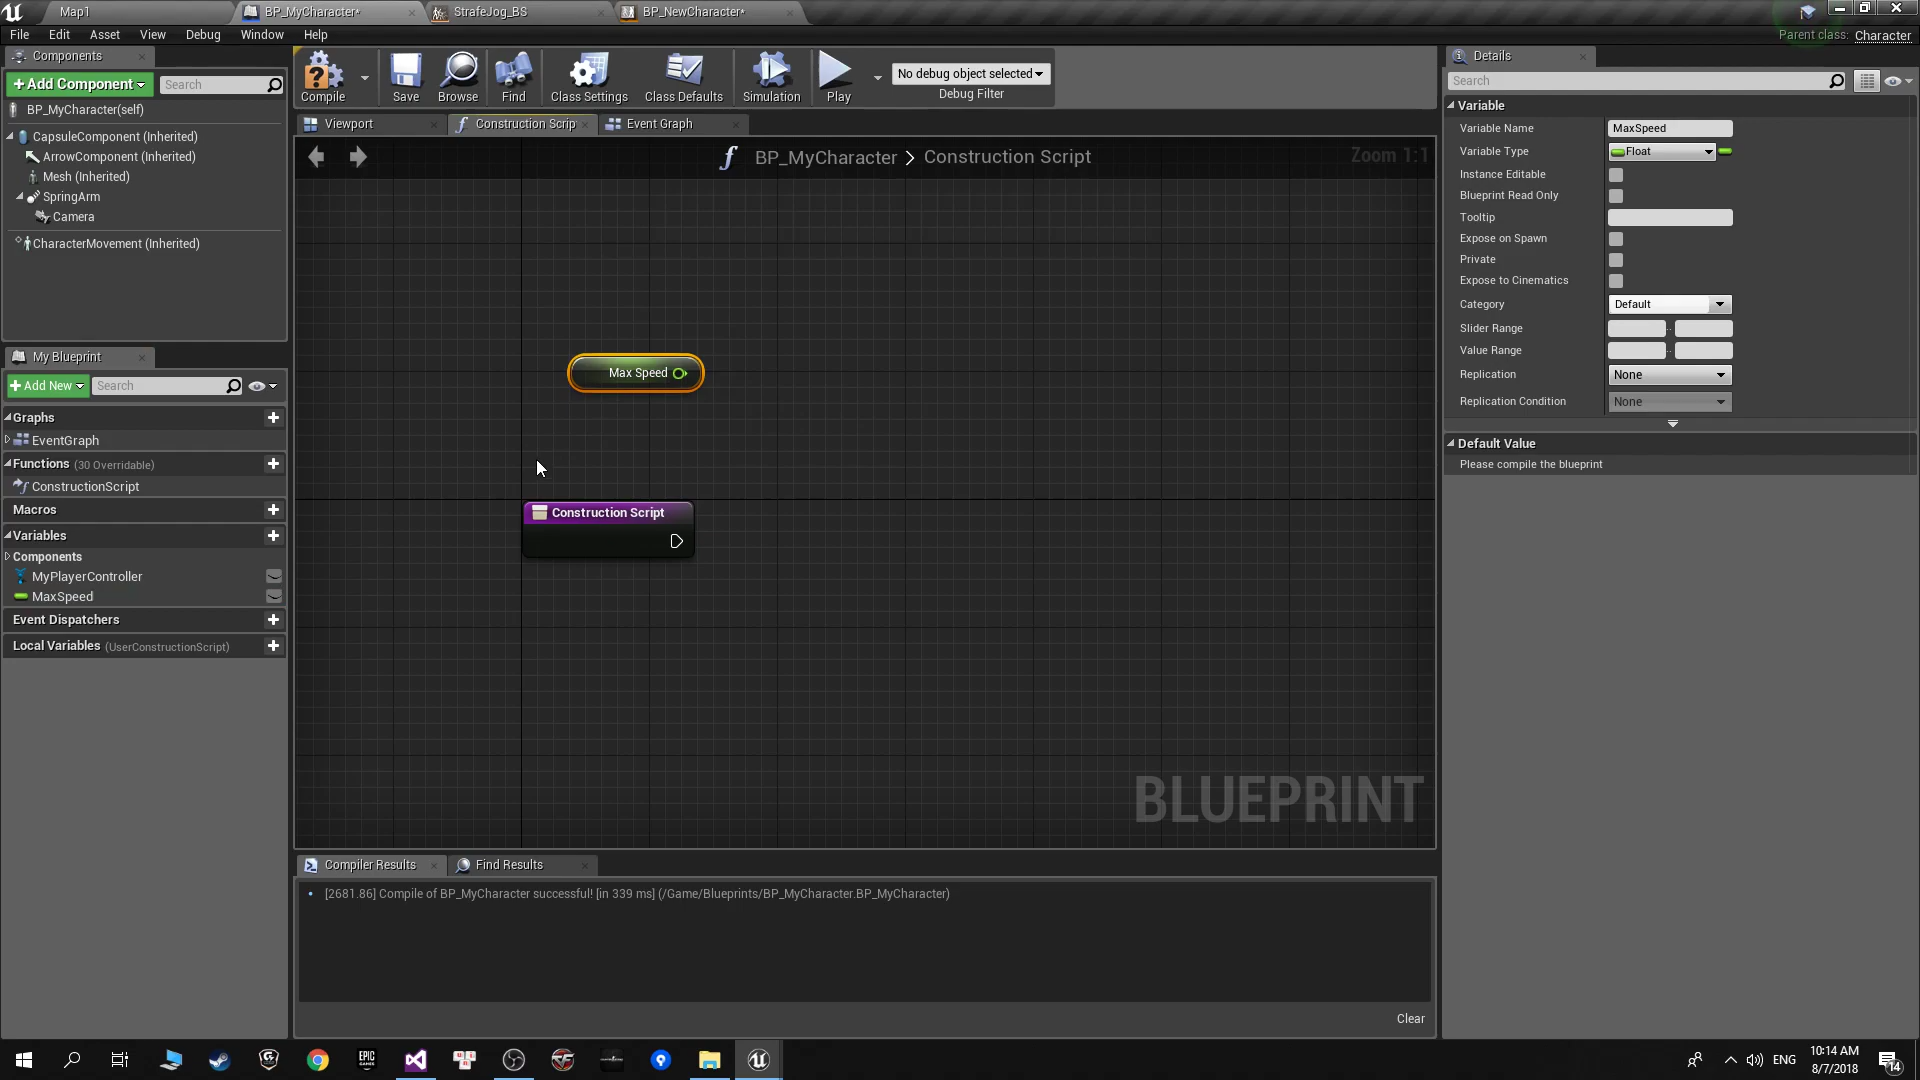 Map1
BP_MyCharacter*
StrafeJog_BS
BP_NewCharacter*
File Edit Asset View Debug Window Help
Parent class: Character
Components
+Add Component
Search
BP_MyCharacter(self)
CapsuleComponent (Inherited)
ArrowComponent (Inherited)
Mesh (Inherited)
SpringArm
Camera
CharacterMovement (Inherited)
My Blueprint
+Add New
Search
Graphs
EventGraph
Functions (30 Overridable)
ConstructionScript
Macros
Variables
Components
MyPlayerController
MaxSpeed
Event Dispatchers
Local Variables (UserConstructionScript)
Compile
Save
Browse
Find
Class Settings
Class Defaults
Simulation
Play
No debug object selected
Debug Filter
Viewport
Construction Scrip
Event Graph
BP_MyCharacter > Construction Script
Zoom 1:1
Max Speed
Construction Script
BLUEPRINT
Compiler Results
Find Results
[2681.86] Compile of BP_MyCharacter successful! [in 339 ms] (/Game/Blueprints/BP_MyCharacter.BP_MyCharacter)
Clear
Details
Search
Variable
Variable Name MaxSpeed
Variable Type Float
Instance Editable
Blueprint Read Only
Tooltip
Expose on Spawn
Private
Expose to Cinematics
Category Default
Slider Range
Value Range
Replication None
Replication Condition None
Default Value
Please compile the blueprint
EPIC
GAMES
ENG
10:14 AM
8/7/2018
14